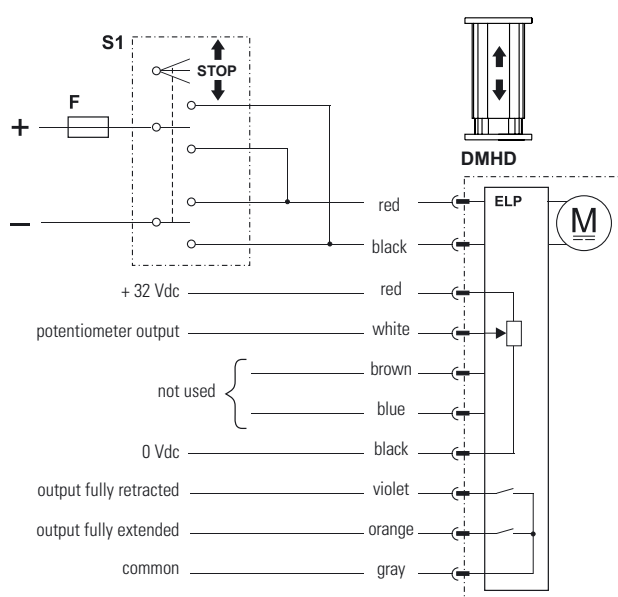 S1
STOP
F
+
–
DMHD
ELP
M
red
black
+ 32 Vdc red
potentiometer output white
not used
brown
blue
0 Vdc black
output fully retracted violet
output fully extended orange
common gray